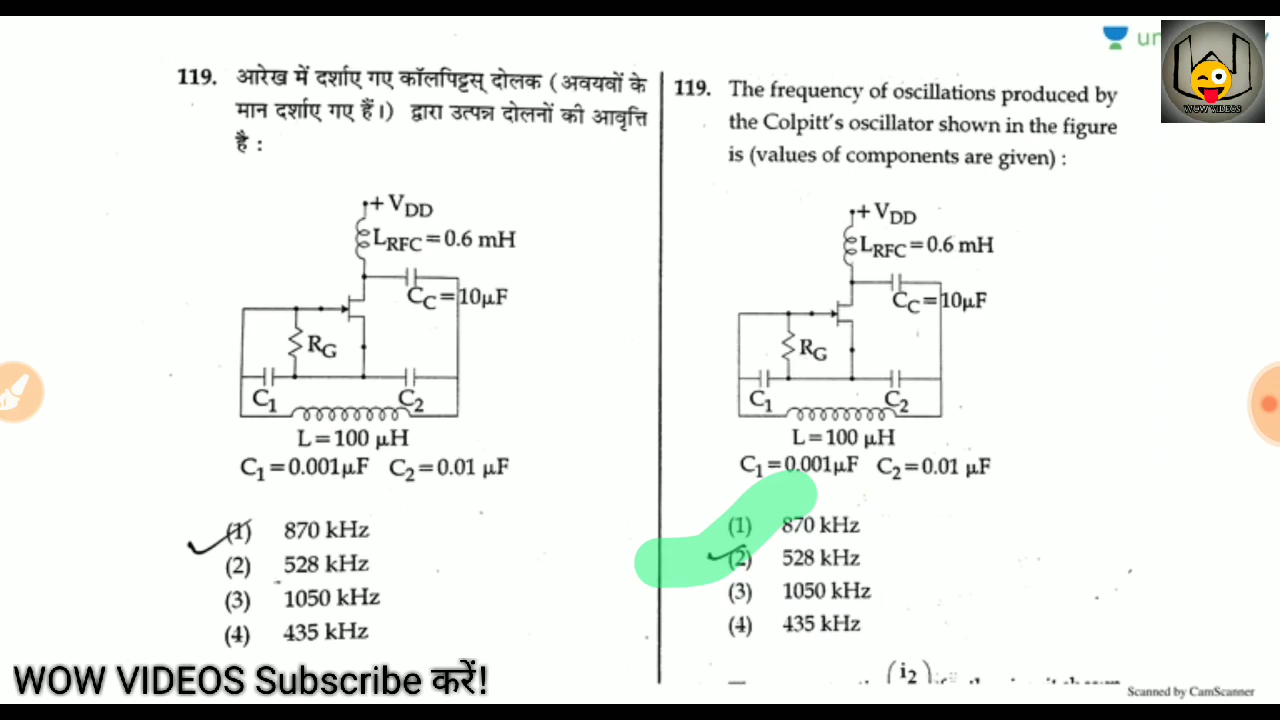 119. आरेख में दर्शाए गए कॉलपिट्टस् दोलक (अवयवों के
मान दर्शाए गए हैं।) द्वारा उत्पन्न दोलनों की आवृत्ति
है :
+ VDD
LRFC = 0.6 mH
CC = 10μF
RG
C1
C2
L = 100 μH
C1 = 0.001μF C2 = 0.01 μF
(1) 870 kHz
(2) 528 kHz
(3) 1050 kHz
(4) 435 kHz
119. The frequency of oscillations produced by
the Colpitt's oscillator shown in the figure
is (values of components are given) :
+ VDD
LRFC = 0.6 mH
CC = 10μF
RG
C1
C2
L = 100 μH
C1 = 0.001μF C2 = 0.01 μF
(1) 870 kHz
(2) 528 kHz
(3) 1050 kHz
(4) 435 kHz
(i2)
WOW VIDEOS
WOW VIDEOS Subscribe करें!
Scanned by CamScanner